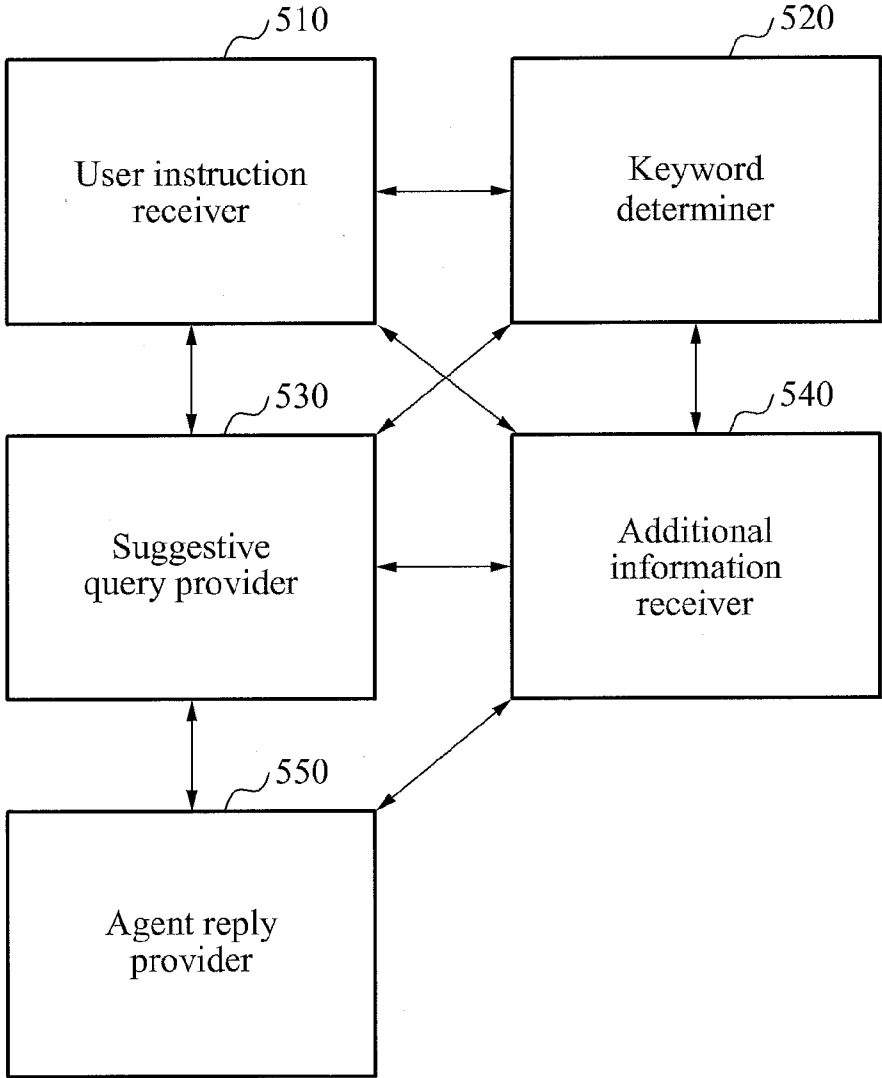 510
520
User instruction
receiver
Keyword
determiner
530
540
Suggestive
query provider
Additional
information
receiver
550
Agent reply
provider